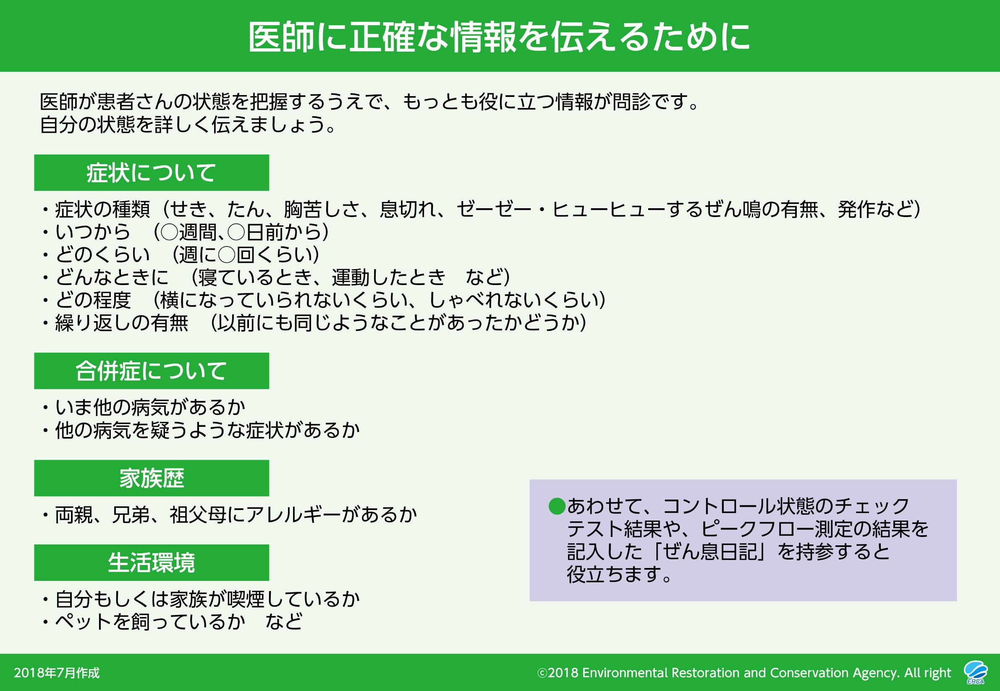 医師に正確な情報を伝えるために
医師が患者さんの状態を把握するうえで、もっとも役に立つ情報が問診です。
自分の状態を詳しく伝えましょう。
症状について
・症状の種類（せき、たん、胸苦しさ、息切れ、ゼーゼー・ヒューヒューするぜん鳴の有無、発作など）
・いつから　（○週間、○日前から）
・どのくらい　（週に○回くらい）
・どんなときに　（寝ているとき、運動したとき　など）
・どの程度　（横になっていられないくらい、しゃべれないくらい）
・繰り返しの有無　（以前にも同じようなことがあったかどうか）
合併症について
・いま他の病気があるか
・他の病気を疑うような症状があるか
家族歴
・両親、兄弟、祖父母にアレルギーがあるか
生活環境
・自分もしくは家族が喫煙しているか
・ペットを飼っているか　など
●あわせて、コントロール状態のチェック
テスト結果や、ピークフロー測定の結果を
記入した「ぜん息日記」を持参すると
役立ちます。
2018年7月作成
©2018 Environmental Restoration and Conservation Agency. All right
ERCA